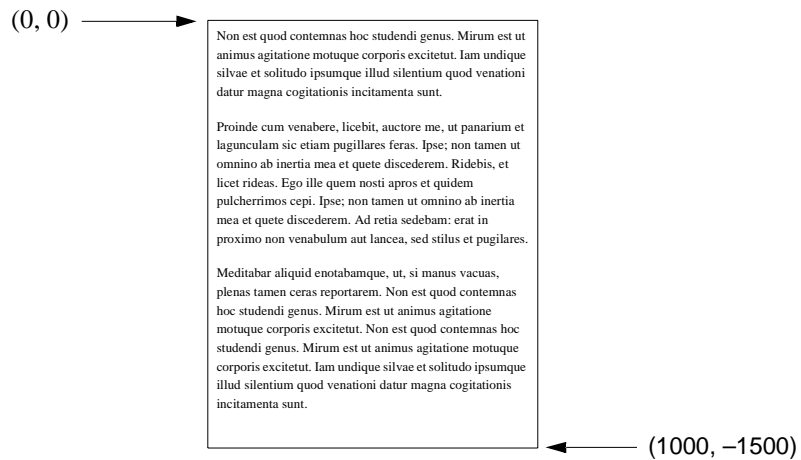 (0, 0)
Non est quod contemnas hoc studendi genus. Mirum est ut
animus agitatione motuque corporis excitetut. Iam undique
silvae et solitudo ipsumque illud silentium quod venationi
datur magna cogitationis incitamenta sunt.
Proinde cum venabere, licebit, auctore me, ut panarium et
lagunculam sic etiam pugillares feras. Ipse; non tamen ut
omnino ab inertia mea et quete discederem. Ridebis, et
licet rideas. Ego ille quem nosti apros et quidem
pulcherrimos cepi. Ipse; non tamen ut omnino ab inertia
mea et quete discederem. Ad retia sedebam: erat in
proximo non venabulum aut lancea, sed stilus et pugilares.
Meditabar aliquid enotabamque, ut, si manus vacuas,
plenas tamen ceras reportarem. Non est quod contemnas
hoc studendi genus. Mirum est ut animus agitatione
motuque corporis excitetut. Non est quod contemnas hoc
studendi genus. Mirum est ut animus agitatione motuque
corporis excitetut. Iam undique silvae et solitudo ipsumque
illud silentium quod venationi datur magna cogitationis
incitamenta sunt.
(1000, –1500)